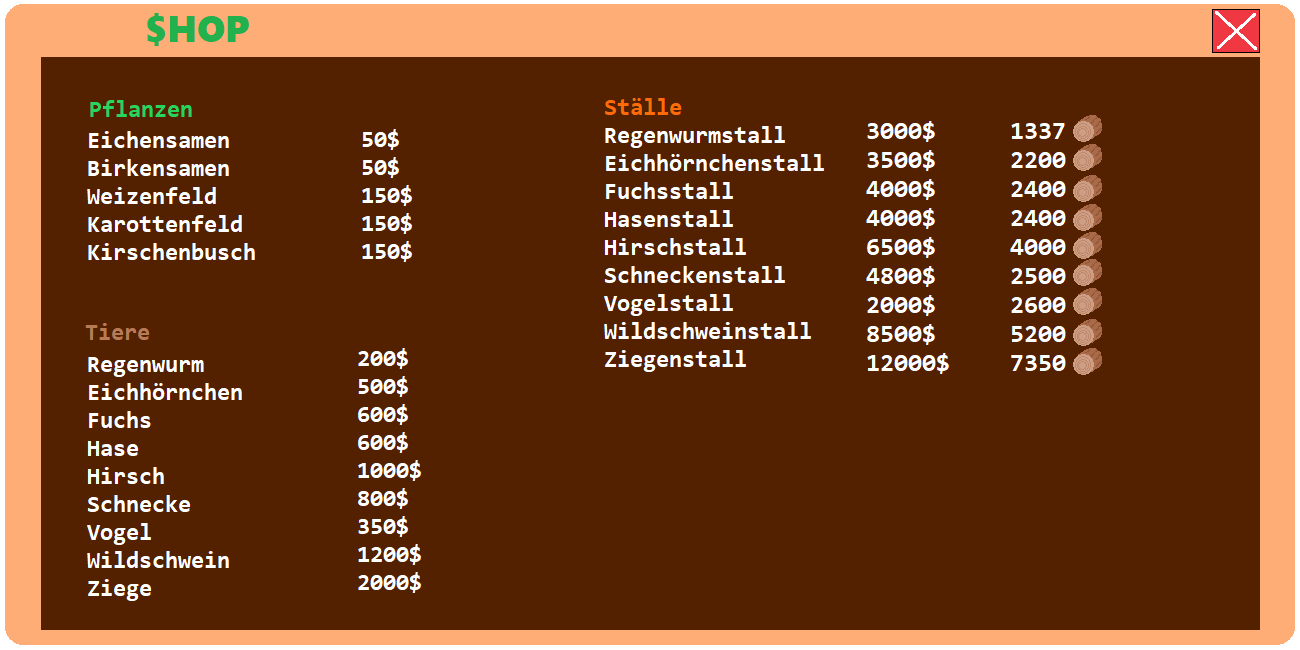 $HOP
Pflanzen
Eichensamen 50$
Birkensamen 50$
Weizenfeld 150$
Karottenfeld 150$
Kirschenbusch 150$
Tiere
Regenwurm 200$
Eichhörnchen 500$
Fuchs 600$
Hase 600$
Hirsch 1000$
Schnecke 800$
Vogel 350$
Wildschwein 1200$
Ziege 2000$
Ställe
Regenwurmstall 3000$ 1337
Eichhörnchenstall 3500$ 2200
Fuchsstall 4000$ 2400
Hasenstall 4000$ 2400
Hirschstall 6500$ 4000
Schneckenstall 4800$ 2500
Vogelstall 2000$ 2600
Wildschweinstall 8500$ 5200
Ziegenstall 12000$ 7350